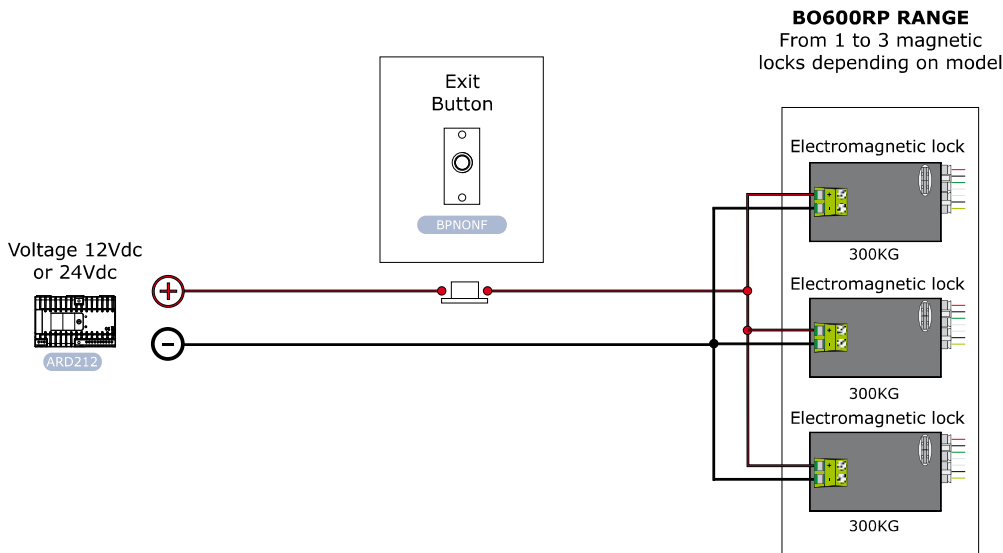 BO600RP RANGE
From 1 to 3 magnetic
locks depending on model
Exit
Button
BPNONF
Voltage 12Vdc
or 24Vdc
+
-
ARD212
Electromagnetic lock
+
-
300KG
Electromagnetic lock
+
-
300KG
Electromagnetic lock
+
-
300KG